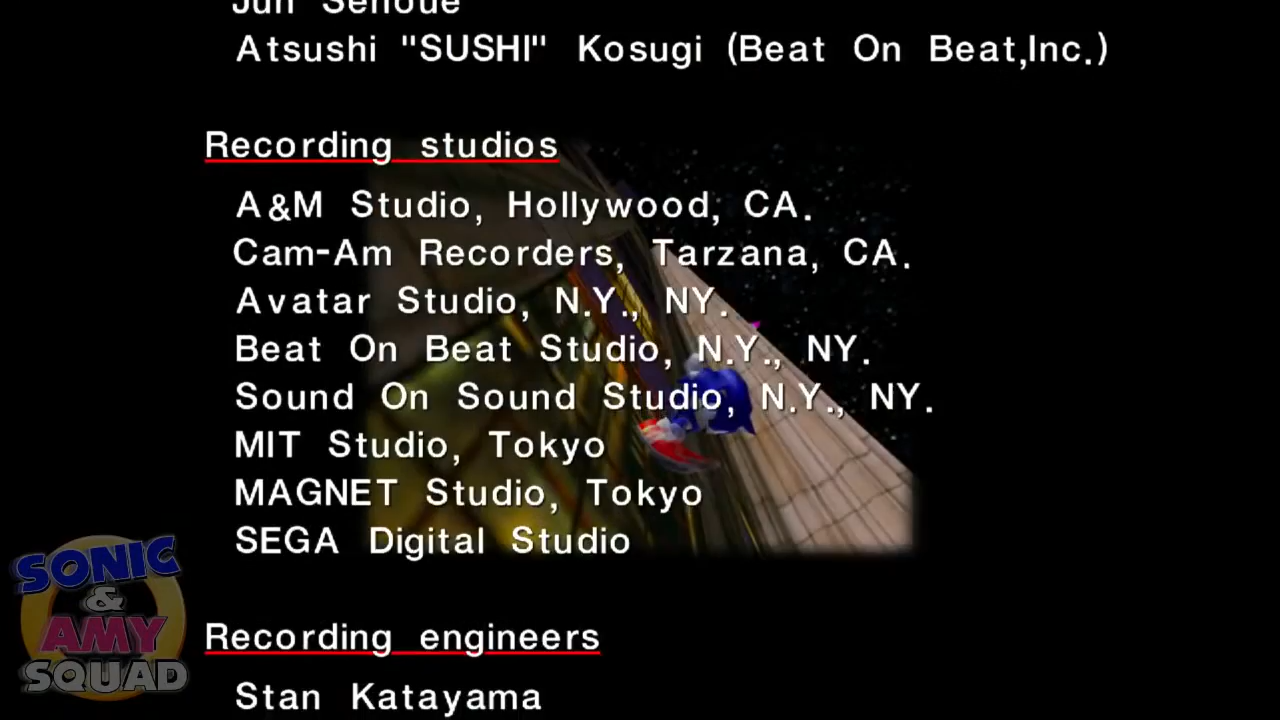 Jun Senoue
Atsushi "SUSHI" Kosugi (Beat On Beat,Inc.)
Recording studios
A&M Studio, Hollywood, CA.
Cam-Am Recorders, Tarzana, CA.
Avatar Studio, N.Y., NY.
Beat On Beat Studio, N.Y., NY.
Sound On Sound Studio, N.Y., NY.
MIT Studio, Tokyo
MAGNET Studio, Tokyo
SEGA Digital Studio
Recording engineers
Stan Katayama
SONIC
&
AMY
SQUAD